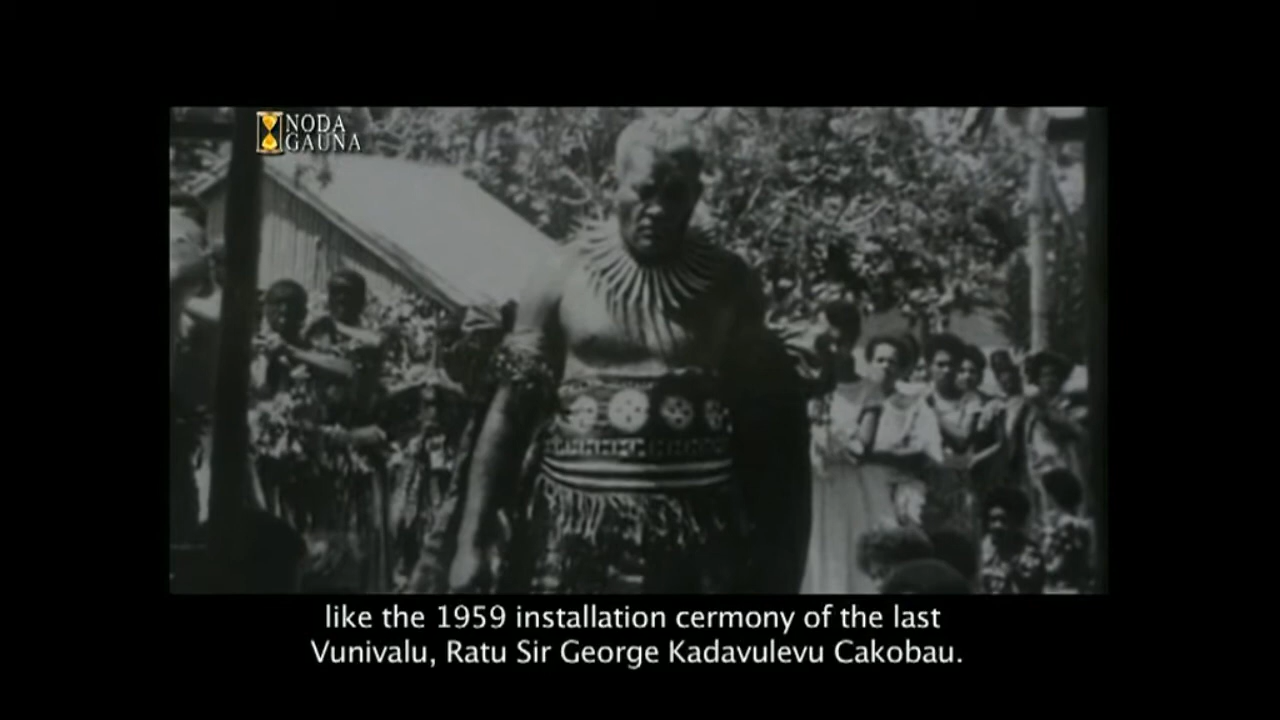 NODA
GAUNA
like the 1959 installation cermony of the last
Vunivalu, Ratu Sir George Kadavulevu Cakobau.